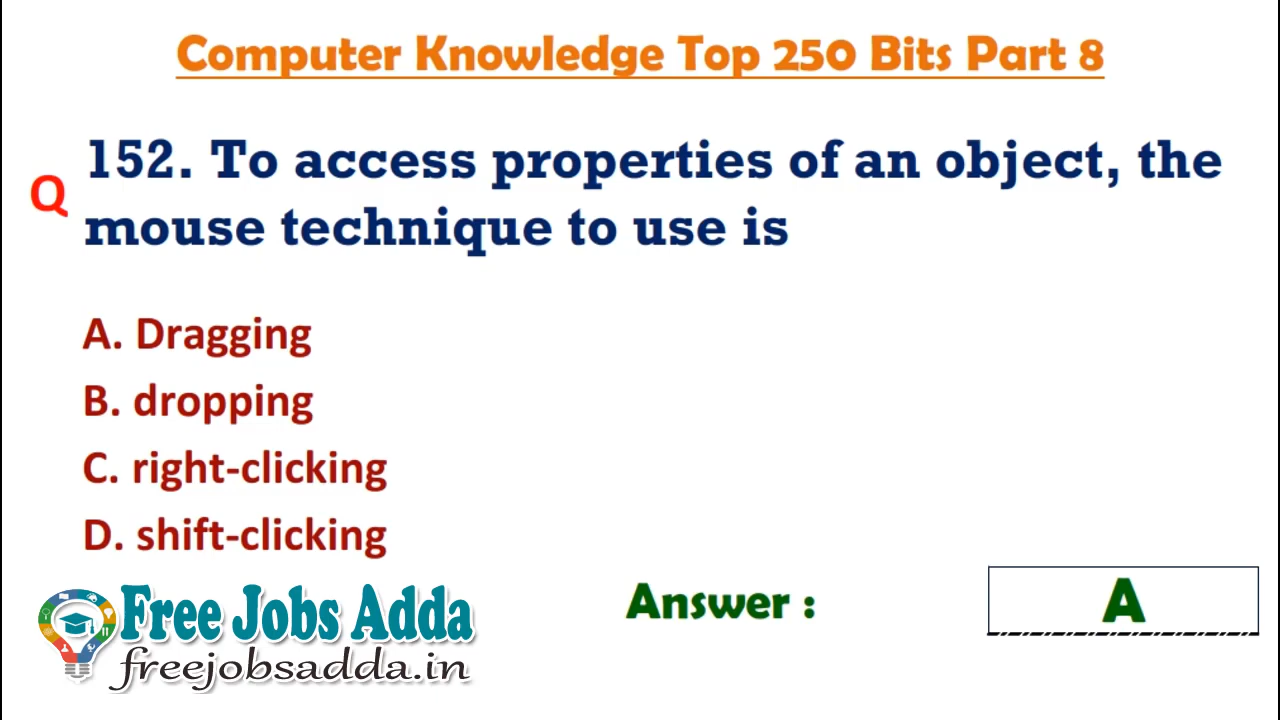 Computer Knowledge Top 250 Bits Part 8
Q
152. To access properties of an object, the
mouse technique to use is
A. Dragging
B. dropping
C. right-clicking
D. shift-clicking
Answer :
A
Free Jobs Adda
freejobsadda.in